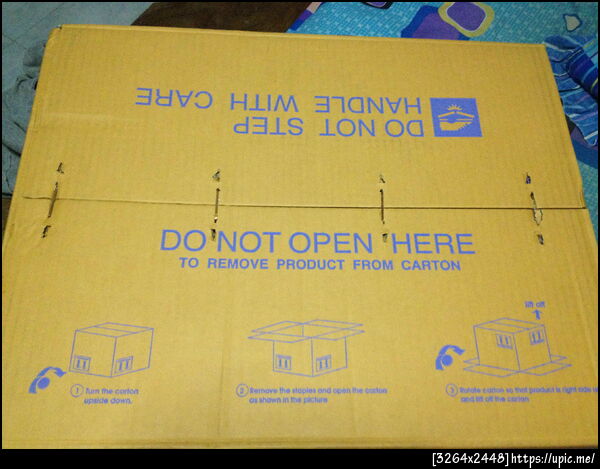 DO NOT STEP
HANDLE WITH CARE
DO NOT OPEN HERE
TO REMOVE PRODUCT FROM CARTON
lift off
1 Turn the carton
upside down.
2 Remove the staples and open the carton
as shown in the picture
3 Rotate carton so that product is right side u
and lift off the carton
[3264x2448]https://upic.me/